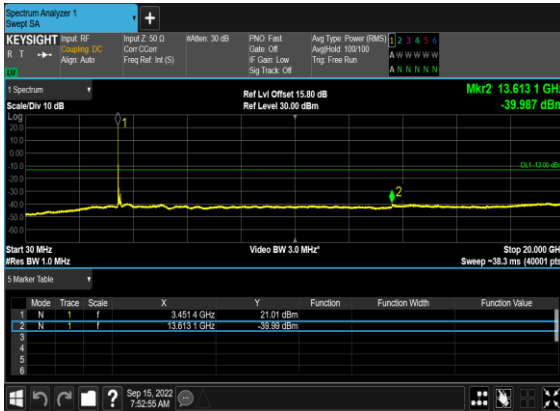 Spectrum Analyzer 1
Swept SA
+
KEYSIGHT Input: RF Input Z: 50 Ω #Atten: 30 dB PNO: Fast Avg Type: Power (RMS) 1 2 3 4 5 6
R T Coupling: DC Corr CCorr Gate: Off Avg|Hold: 100/100 A W W W W W
Align: Auto Freq Ref: Int (S) IF Gain: Low Trig: Free Run
Sig Track: Off A N N N N N
1 Spectrum Ref Lvl Offset 15.80 dB Mkr2 13.613 1 GHz
Scale/Div 10 dB Ref Level 30.00 dBm -39.987 dBm
Log
20.0
10.0
0.00
-10.0
-20.0
-30.0
-40.0
-50.0
-60.0
1
DL1 -13.00 dBm
2
Start 30 MHz Video BW 3.0 MHz* Stop 20.000 GH
#Res BW 1.0 MHz Sweep ~38.3 ms (40001 pts
5 Marker Table
Mode Trace Scale X Y Function Function Width Function Value
1 N 1 f 3.451 4 GHz 21.01 dBm
2 N 1 f 13.613 1 GHz -39.99 dBm
3
4
5
6
? Sep 15, 2022
7:52:55 AM